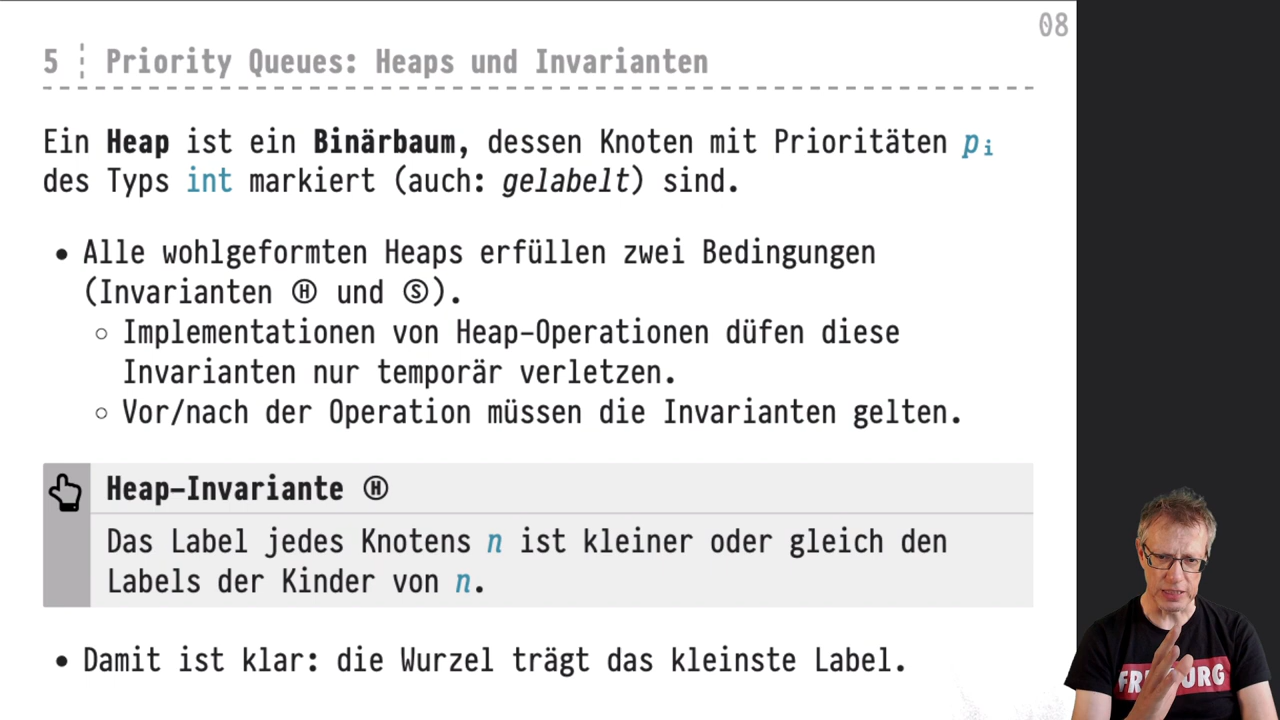 08
5 ¦ Priority Queues: Heaps und Invarianten
Ein Heap ist ein Binärbaum, dessen Knoten mit Prioritäten pᵢ
des Typs int markiert (auch: gelabelt) sind.
• Alle wohlgeformten Heaps erfüllen zwei Bedingungen
(Invarianten Ⓗ und Ⓢ).
○ Implementationen von Heap-Operationen düfen diese
Invarianten nur temporär verletzen.
○ Vor/nach der Operation müssen die Invarianten gelten.
Heap-Invariante Ⓗ
Das Label jedes Knotens n ist kleiner oder gleich den
Labels der Kinder von n.
• Damit ist klar: die Wurzel trägt das kleinste Label.